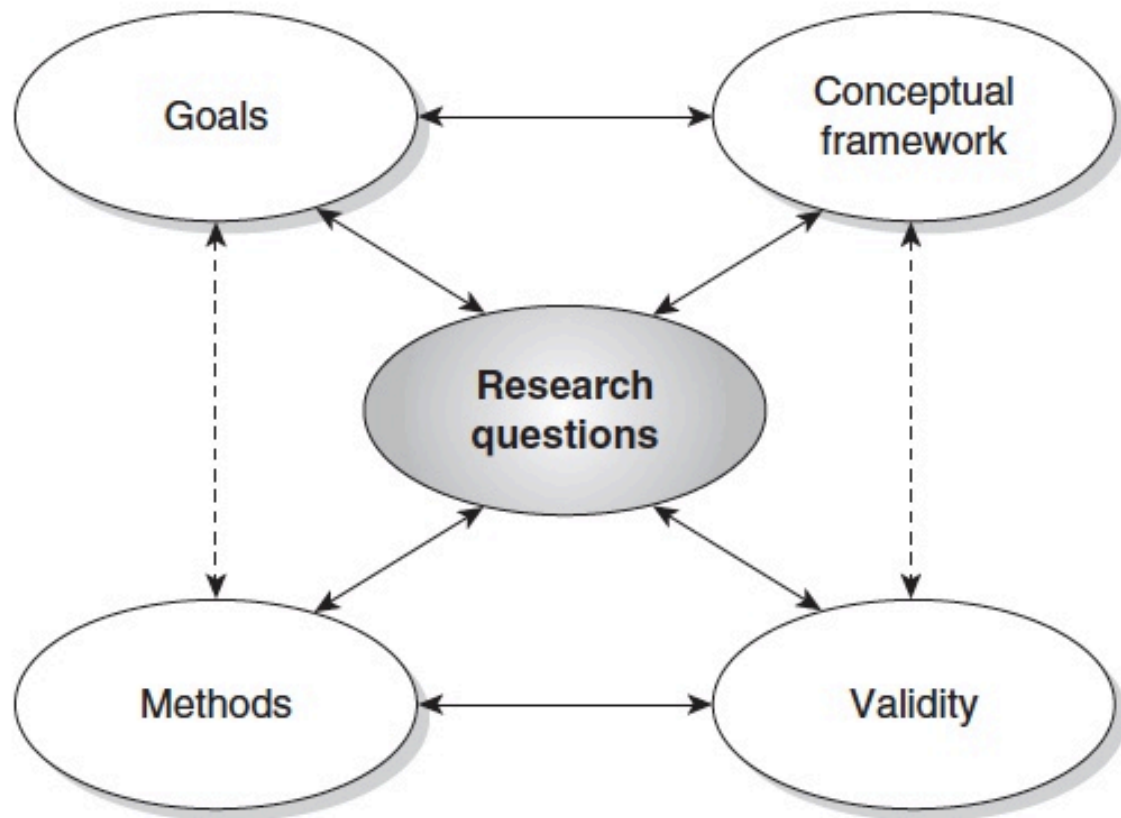 Goals
Conceptual
framework
Research
questions
Methods
Validity